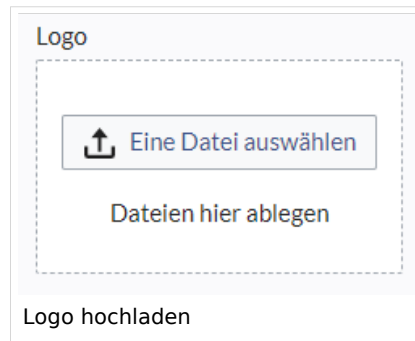 Logo
Eine Datei auswählen
Dateien hier ablegen
Logo hochladen